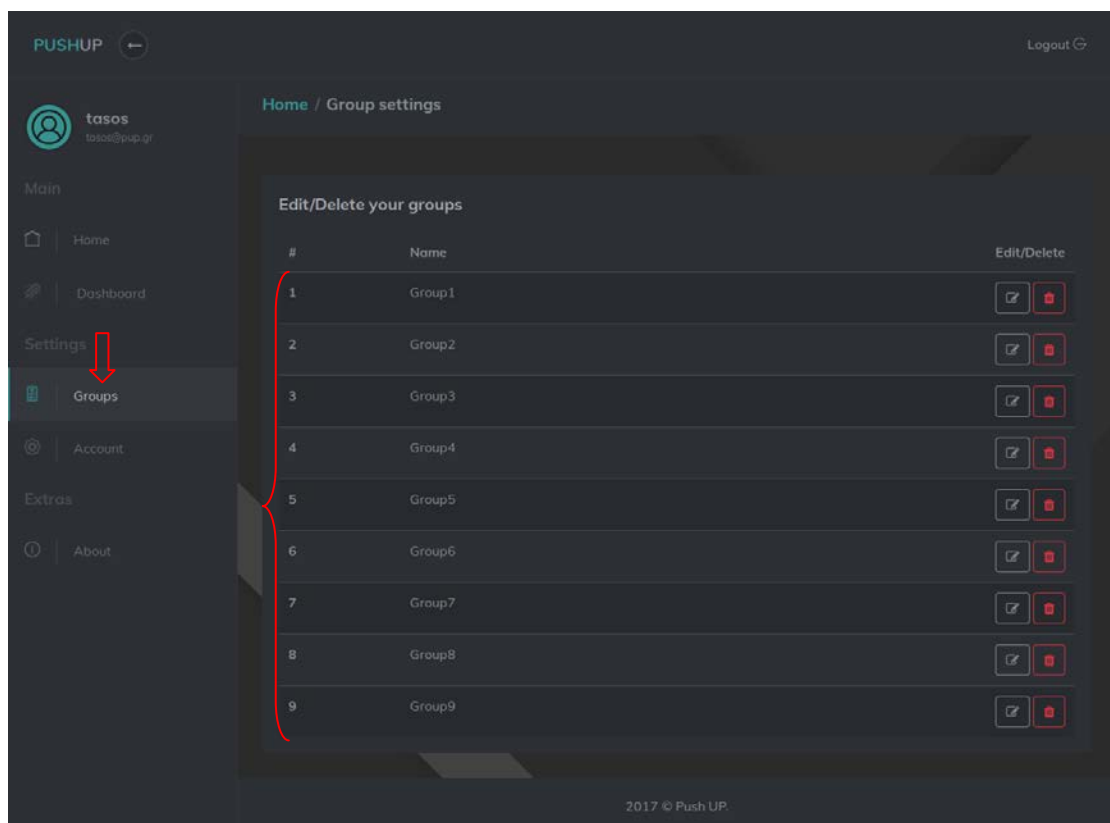 PUSHUP
Logout
tasos
tasos@pup.gr
Main
Home
Dashboard
Settings
Groups
Account
Extras
About
Home / Group settings
Edit/Delete your groups
# Name Edit/Delete
1 Group1
2 Group2
3 Group3
4 Group4
5 Group5
6 Group6
7 Group7
8 Group8
9 Group9
2017 © Push UP.